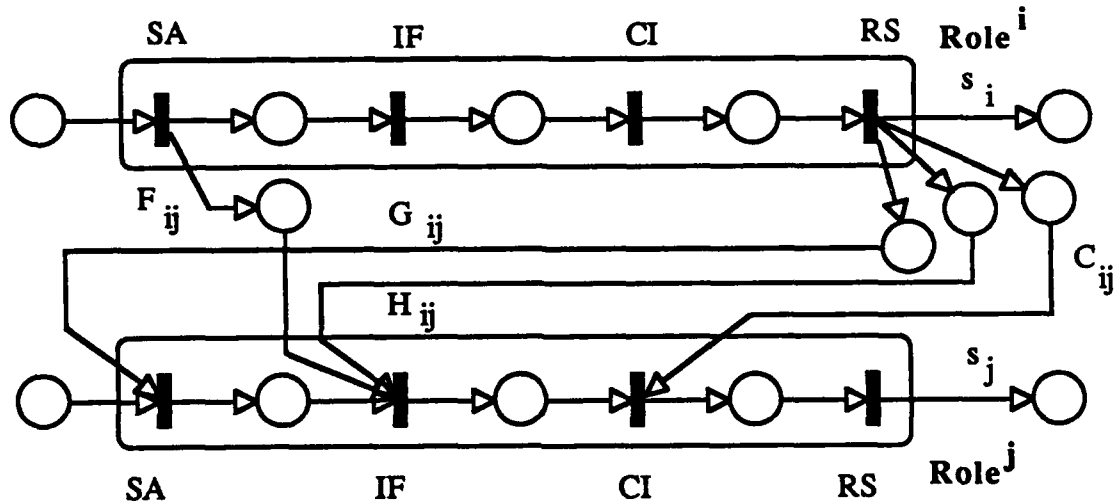 SA IF CI RS Role i
s i
F ij G ij
C ij
H ij
s j
SA IF CI RS Role j